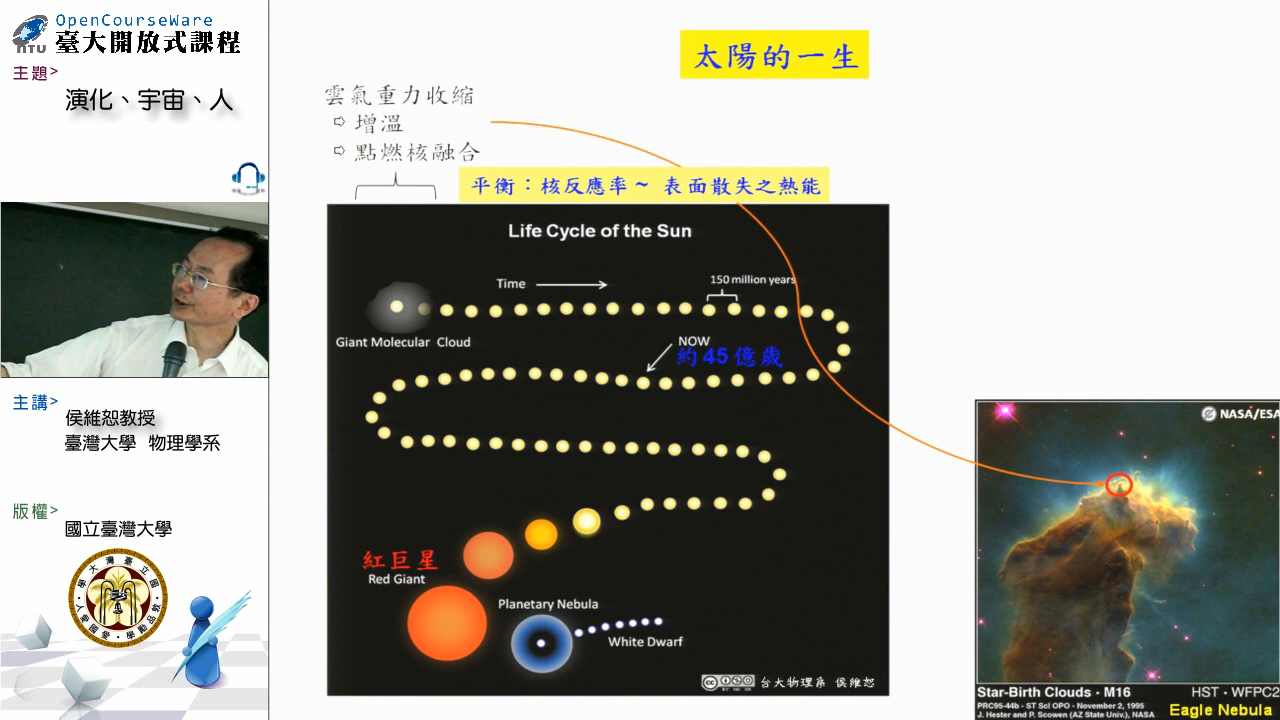 OpenCourseWare
NTU
臺大開放式課程
主題>
演化、宇宙、人
主講>
侯維恕教授
臺灣大學 物理學系
版權>
國立臺灣大學
太陽的一生
雲氣重力收縮
⇨ 增溫
⇨ 點燃核融合
平衡：核反應率 ~ 表面散失之熱能
Life Cycle of the Sun
Time
150 million years
Giant Molecular Cloud
NOW
約45億歲
紅巨星
Red Giant
Planetary Nebula
White Dwarf
台大物理系 侯維恕
NASA/ESA
Star-Birth Clouds · M16
HST · WFPC2
PRC95-44b · ST ScI OPO · November 2, 1995
J. Hester and P. Scowen (AZ State Univ.), NASA
Eagle Nebula